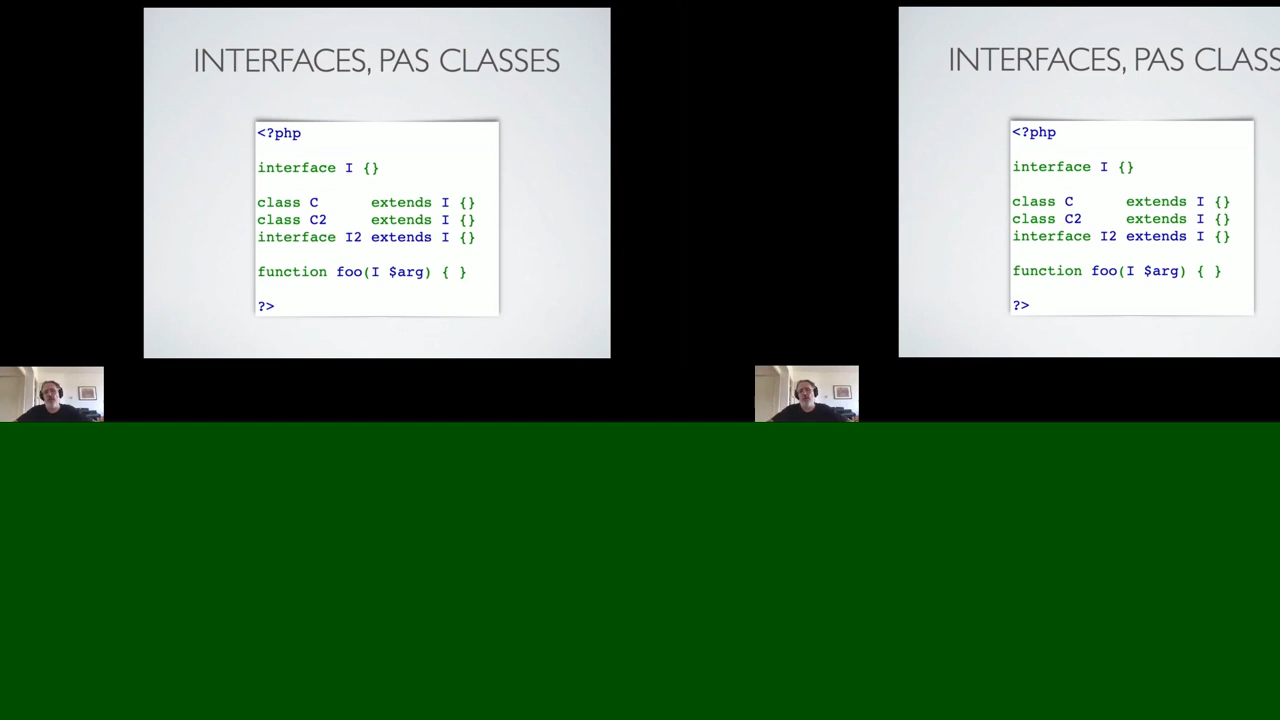 INTERFACES, PAS CLASSES
<?php
interface I {}
class C      extends I {}
class C2     extends I {}
interface I2 extends I {}
function foo(I $arg) { }
?>
INTERFACES, PAS CLASS
<?php
interface I {}
class C      extends I {}
class C2     extends I {}
interface I2 extends I {}
function foo(I $arg) { }
?>